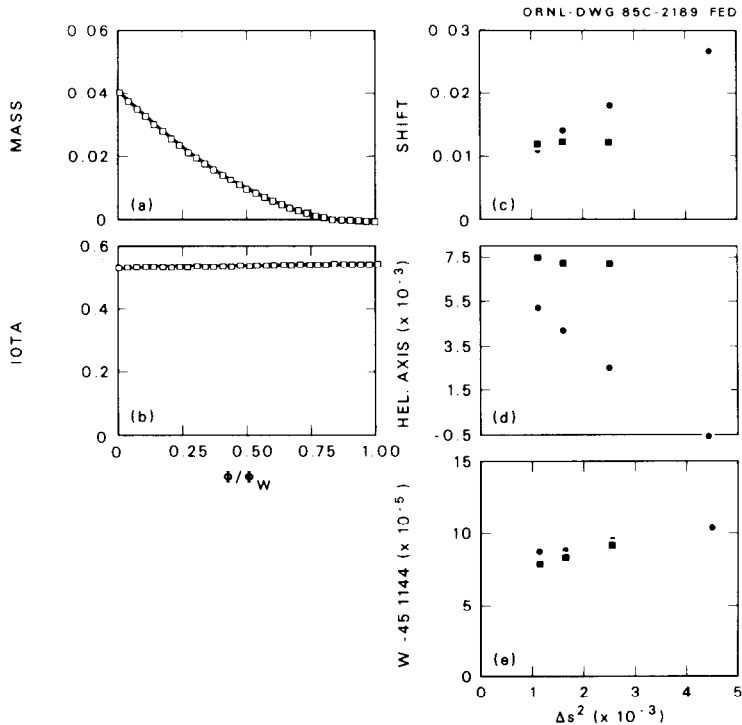 ORNL-DWG 85C-2189 FED
0.06
0.04
0.02
0
MASS
(a)
0.6
0.4
0.2
0
IOTA
(b)
0
0.25
0.50
0.75
1.00
Φ/Φ_W
0.03
0.02
0.01
0
SHIFT
(c)
7.5
5.5
3.5
1.5
-0.5
HEL. AXIS (x 10⁻³)
(d)
15
10
5
0
W -45 1144 (x 10⁻⁵)
(e)
0
1
2
3
4
5
Δs² (x 10⁻³)